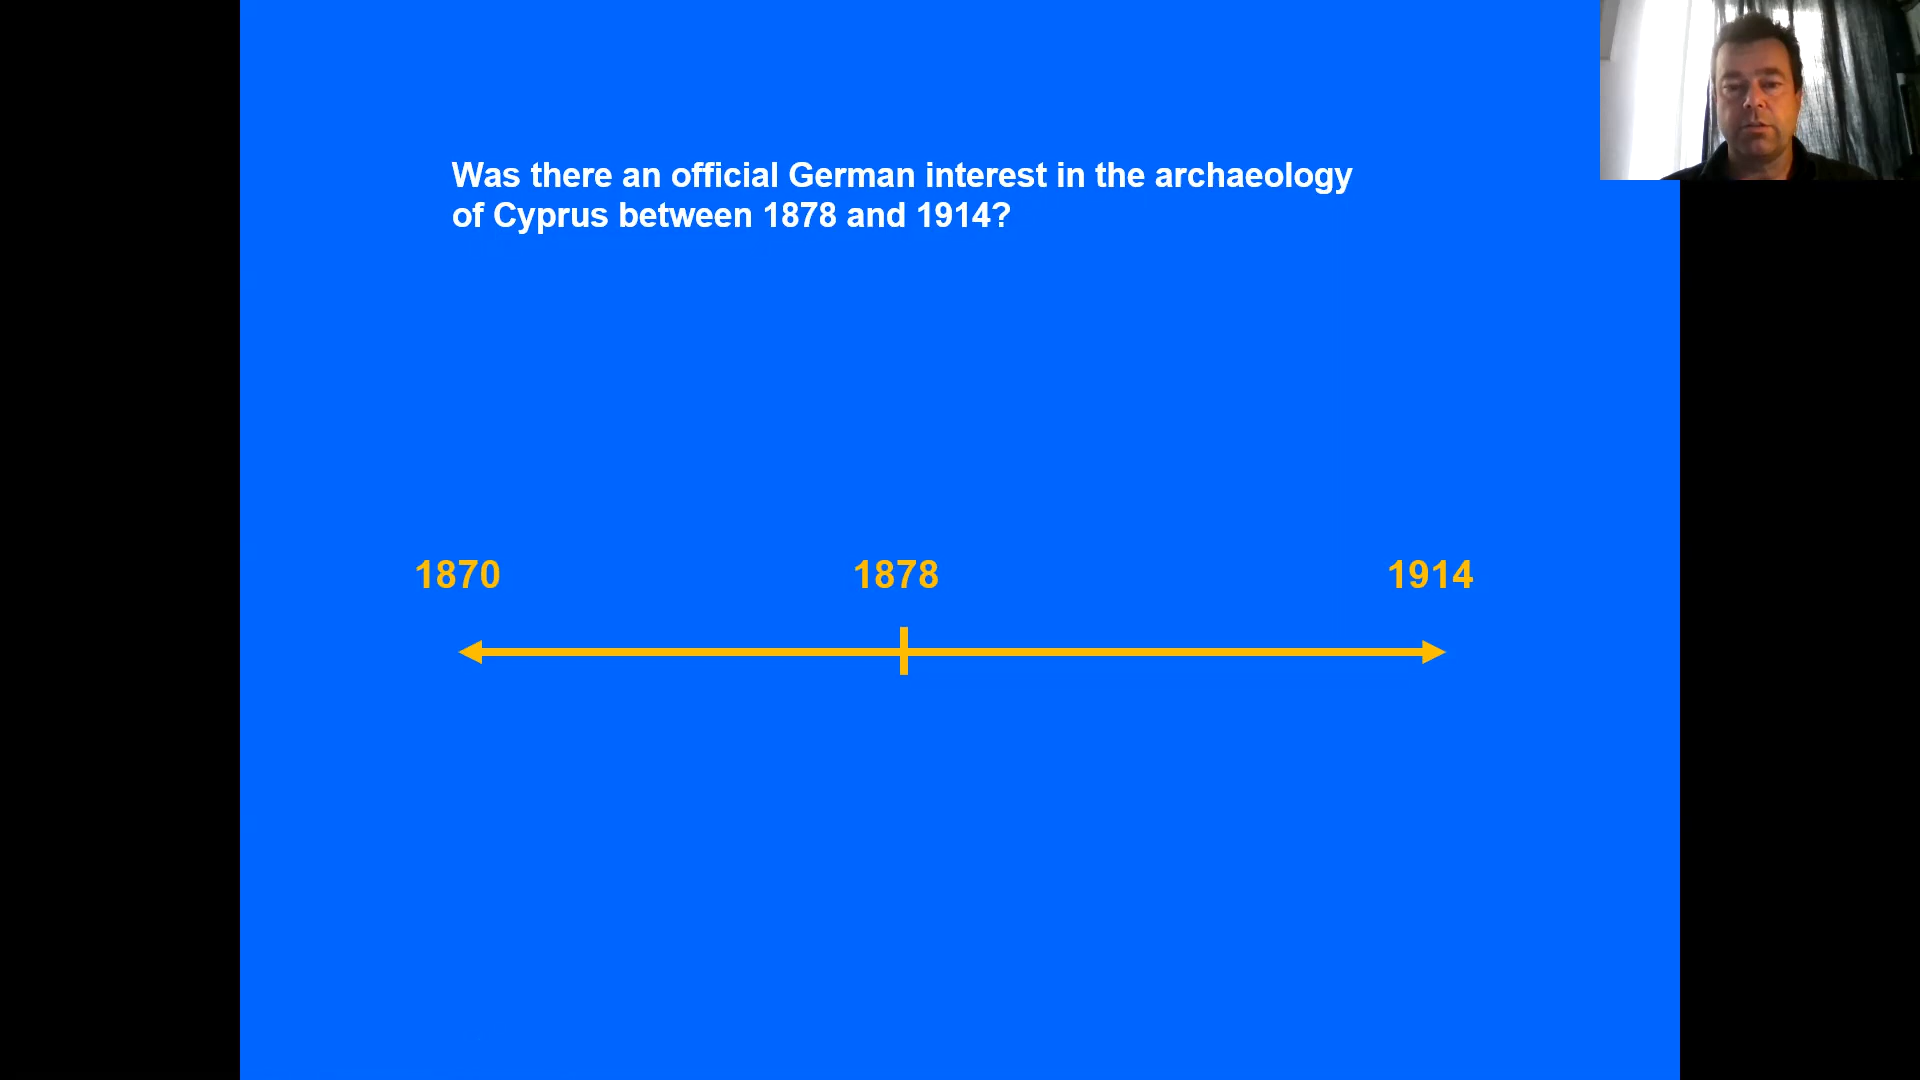 Was there an official German interest in the archaeology
of Cyprus between 1878 and 1914?
1870 1878 1914